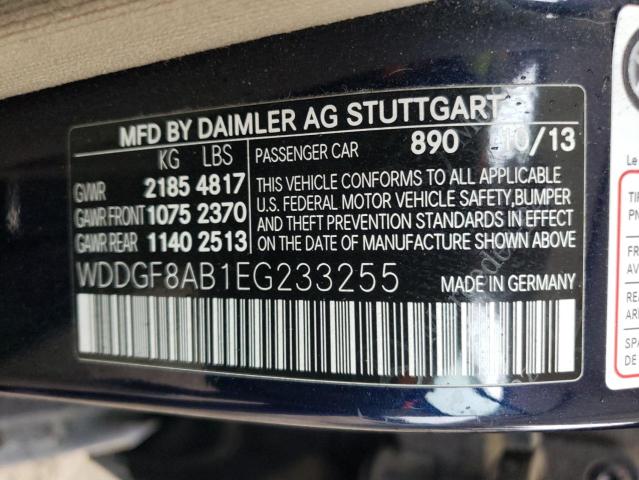 MFD BY DAIMLER AG STUTTGART
KG LBS
GVWR 2185 4817
GAWR FRONT 1075 2370
GAWR REAR 1140 2513
PASSENGER CAR 890 10/13
THIS VEHICLE CONFORMS TO ALL APPLICABLE
U.S. FEDERAL MOTOR VEHICLE SAFETY, BUMPER
AND THEFT PREVENTION STANDARDS IN EFFECT
ON THE DATE OF MANUFACTURE SHOWN ABOVE
WDDGF8AB1EG233255
MADE IN GERMANY